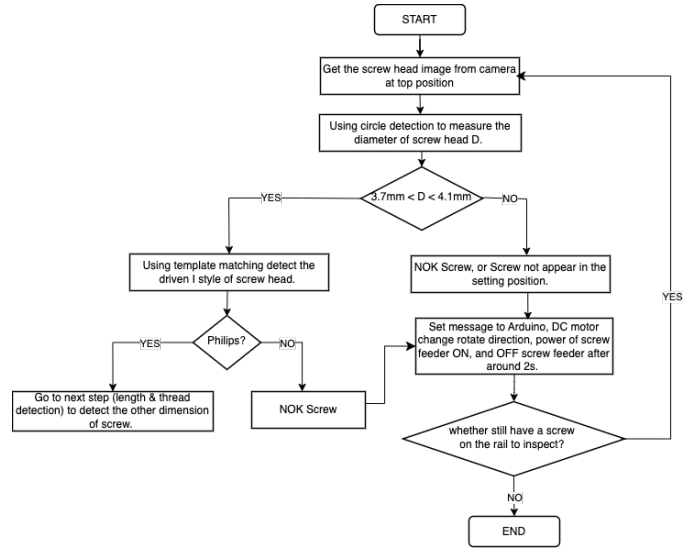 START
Get the screw head image from camera
at top position
Using circle detection to measure the
diameter of screw head D.
3.7mm < D < 4.1mm
YES
NO
Using template matching detect the
driven I style of screw head.
NOK Screw, or Screw not appear in the
setting position.
YES
Set message to Arduino, DC motor
change rotate direction, power of screw
feeder ON, and OFF screw feeder after
around 2s.
Philips?
YES
NO
Go to next step (length & thread
detection) to detect the other dimension
of screw.
NOK Screw
whether still have a screw
on the rail to inspect?
NO
END